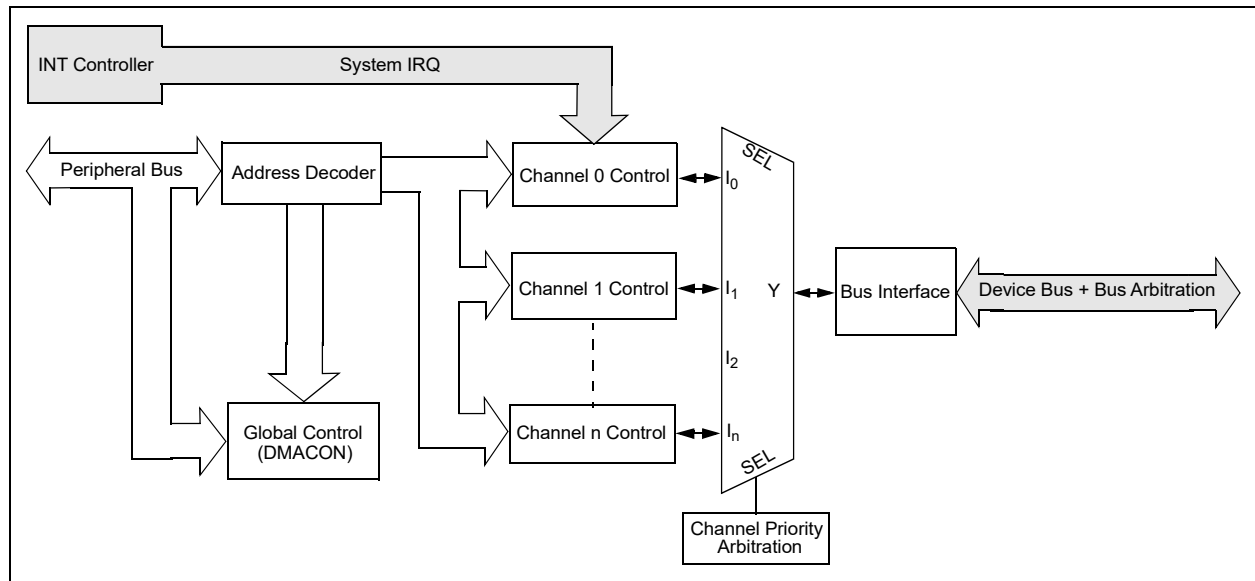 INT Controller
System IRQ
Peripheral Bus
Address Decoder
Channel 0 Control
SEL
I0
Channel 1 Control
I1
Y
Bus Interface
Device Bus + Bus Arbitration
I2
Global Control
(DMACON)
Channel n Control
In
SEL
Channel Priority
Arbitration